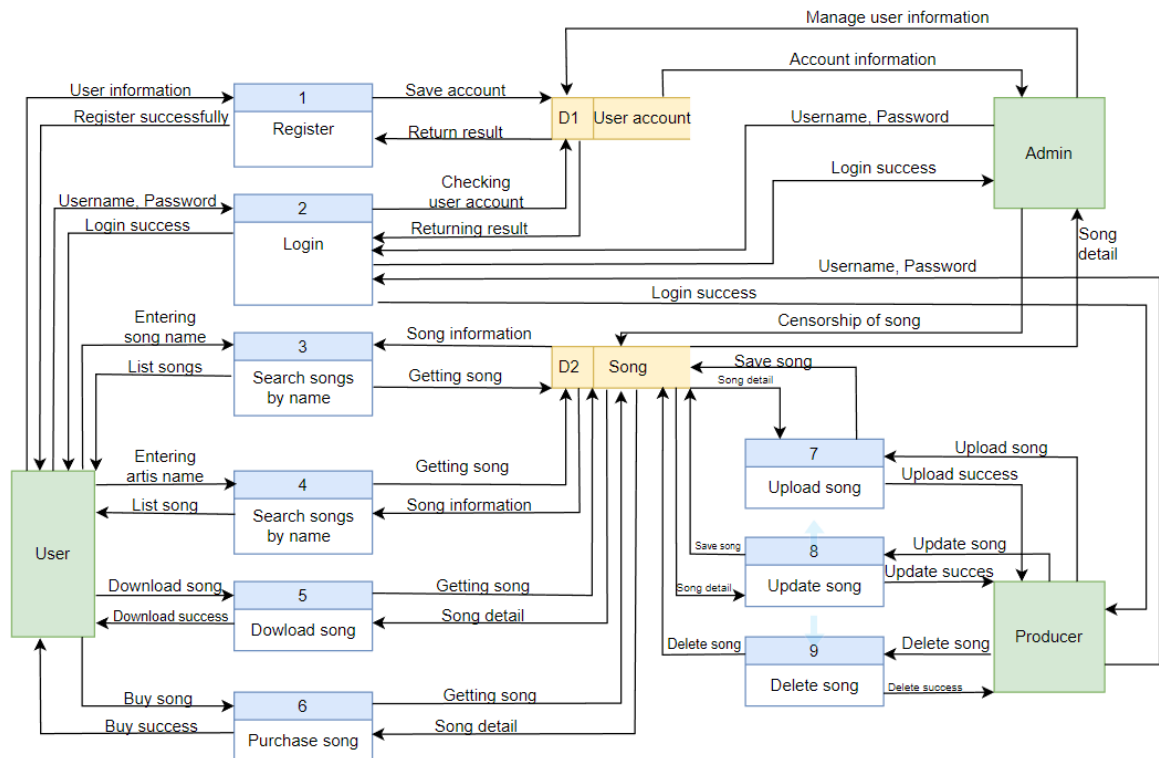 Manage user information
Account information
User information
1
Save account
Register successfully
Register
Return result
D1
User account
Username, Password
Admin
Login success
Checking
user account
Username, Password
2
Login success
Login
Returning result
Song
detail
Username, Password
Login success
Entering
song name
3
Song information
Censorship of song
List songs
Search songs
by name
Getting song
D2
Song
Save song
Song detail
7
Upload song
Upload song
Upload success
Entering
artis name
4
Getting song
List song
Search songs
by name
Song information
User
Save song
8
Update song
Song detail
Update song
Update succes
Download song
5
Getting song
Download success
Dowload song
Song detail
Producer
Delete song
9
Delete song
Delete song
Delete success
Buy song
6
Getting song
Buy success
Purchase song
Song detail